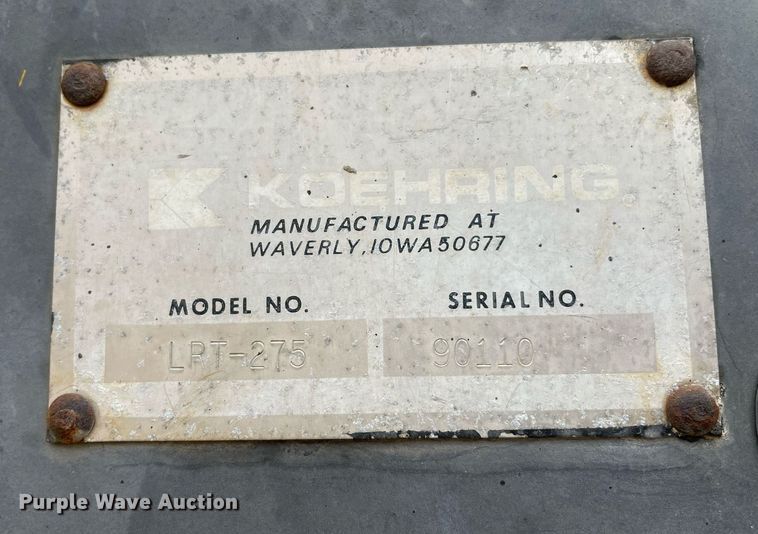 K KOEHRING®
MANUFACTURED AT
WAVERLY, IOWA 50677
MODEL NO. SERIAL NO.
LRT-275 90110
Purple Wave Auction